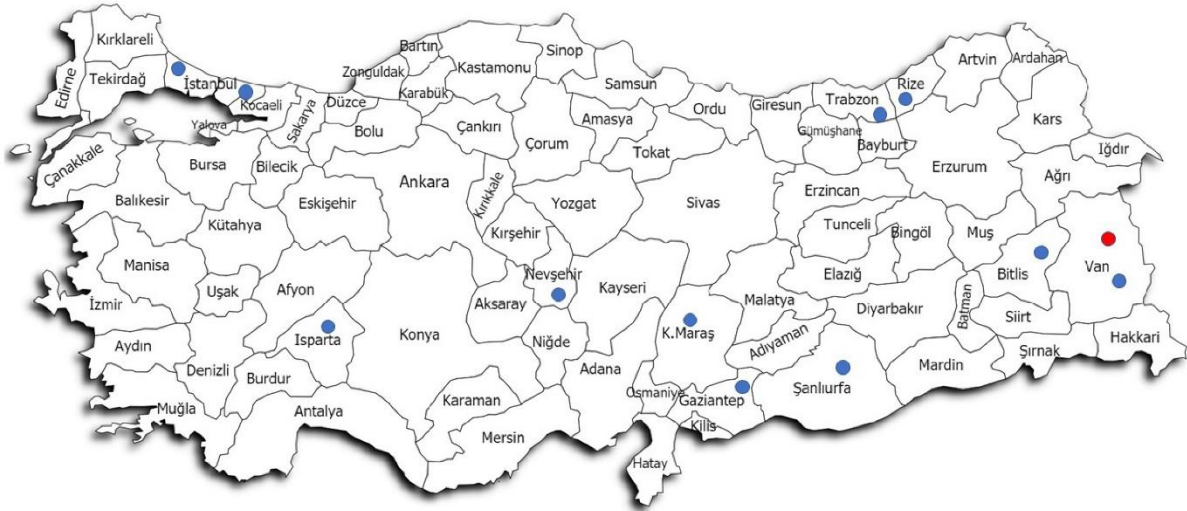 Kırklareli
Edirne
Tekirdağ
İstanbul
Kocaeli
Yalova
Sakarya
Düzce
Bolu
Zonguldak
Bartın
Karabük
Kastamonu
Sinop
Çankırı
Samsun
Amasya
Çorum
Tokat
Ordu
Giresun
Trabzon
Gümüşhane
Bayburt
Rize
Artvin
Ardahan
Kars
Iğdır
Ağrı
Erzurum
Erzincan
Çanakkale
Balıkesir
Bursa
Bilecik
Kütahya
Eskişehir
Ankara
Kırıkkale
Kırşehir
Yozgat
Sivas
Tunceli
Bingöl
Muş
Bitlis
Van
Manisa
İzmir
Uşak
Afyon
Konya
Aksaray
Nevşehir
Niğde
Kayseri
Malatya
Elazığ
Diyarbakır
Batman
Siirt
Şırnak
Hakkari
Aydın
Denizli
Muğla
Burdur
Isparta
Antalya
Karaman
Mersin
Adana
K.Maraş
Osmaniye
Gaziantep
Kilis
Hatay
Adıyaman
Şanlıurfa
Mardin